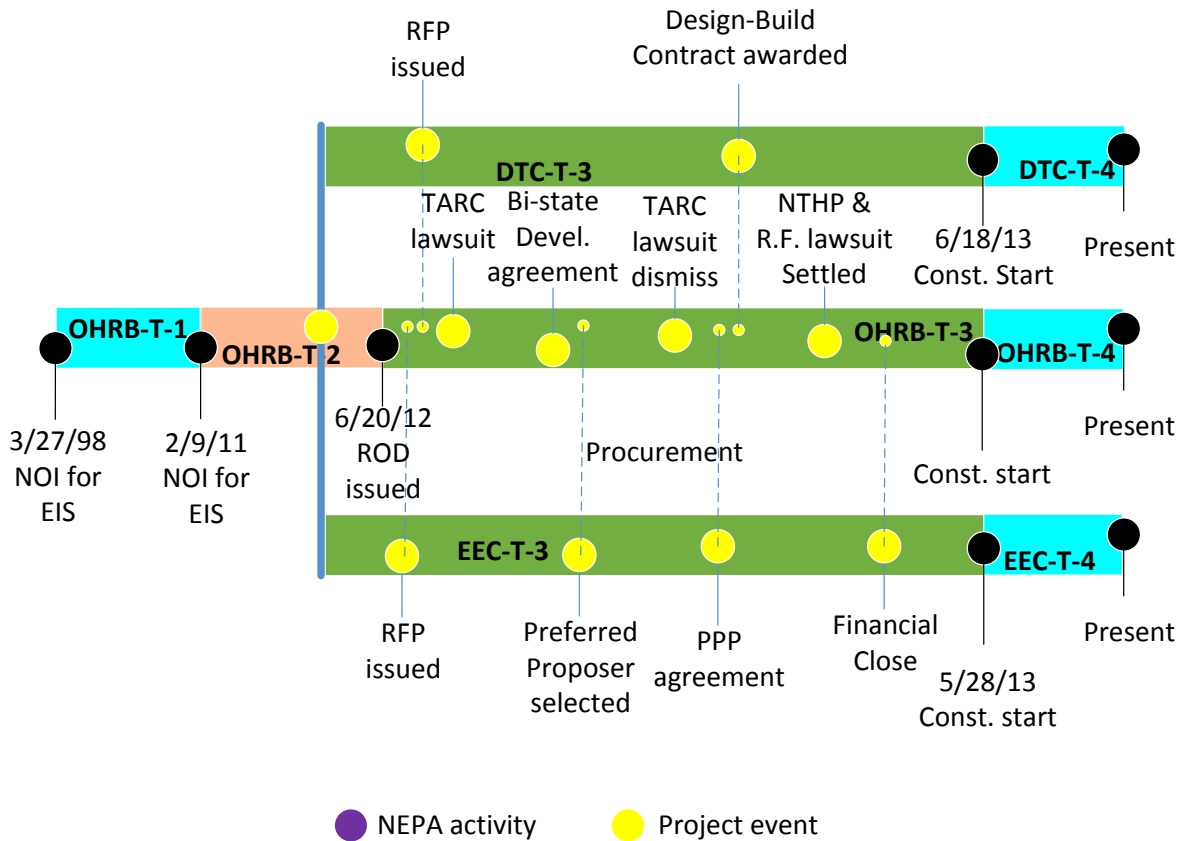 RFP
issued
Design-Build
Contract awarded
DTC-T-3
DTC-T-4
TARC
lawsuit
Bi-state
Devel.
agreement
TARC
lawsuit
dismiss
NTHP &
R.F. lawsuit
Settled
6/18/13
Const. Start
Present
OHRB-T-1
OHRB-T-2
OHRB-T-3
OHRB-T-4
3/27/98
NOI for
EIS
2/9/11
NOI for
EIS
6/20/12
ROD
issued
Procurement
Const. start
Present
EEC-T-3
EEC-T-4
RFP
issued
Preferred
Proposer
selected
PPP
agreement
Financial
Close
5/28/13
Const. start
Present
NEPA activity
Project event